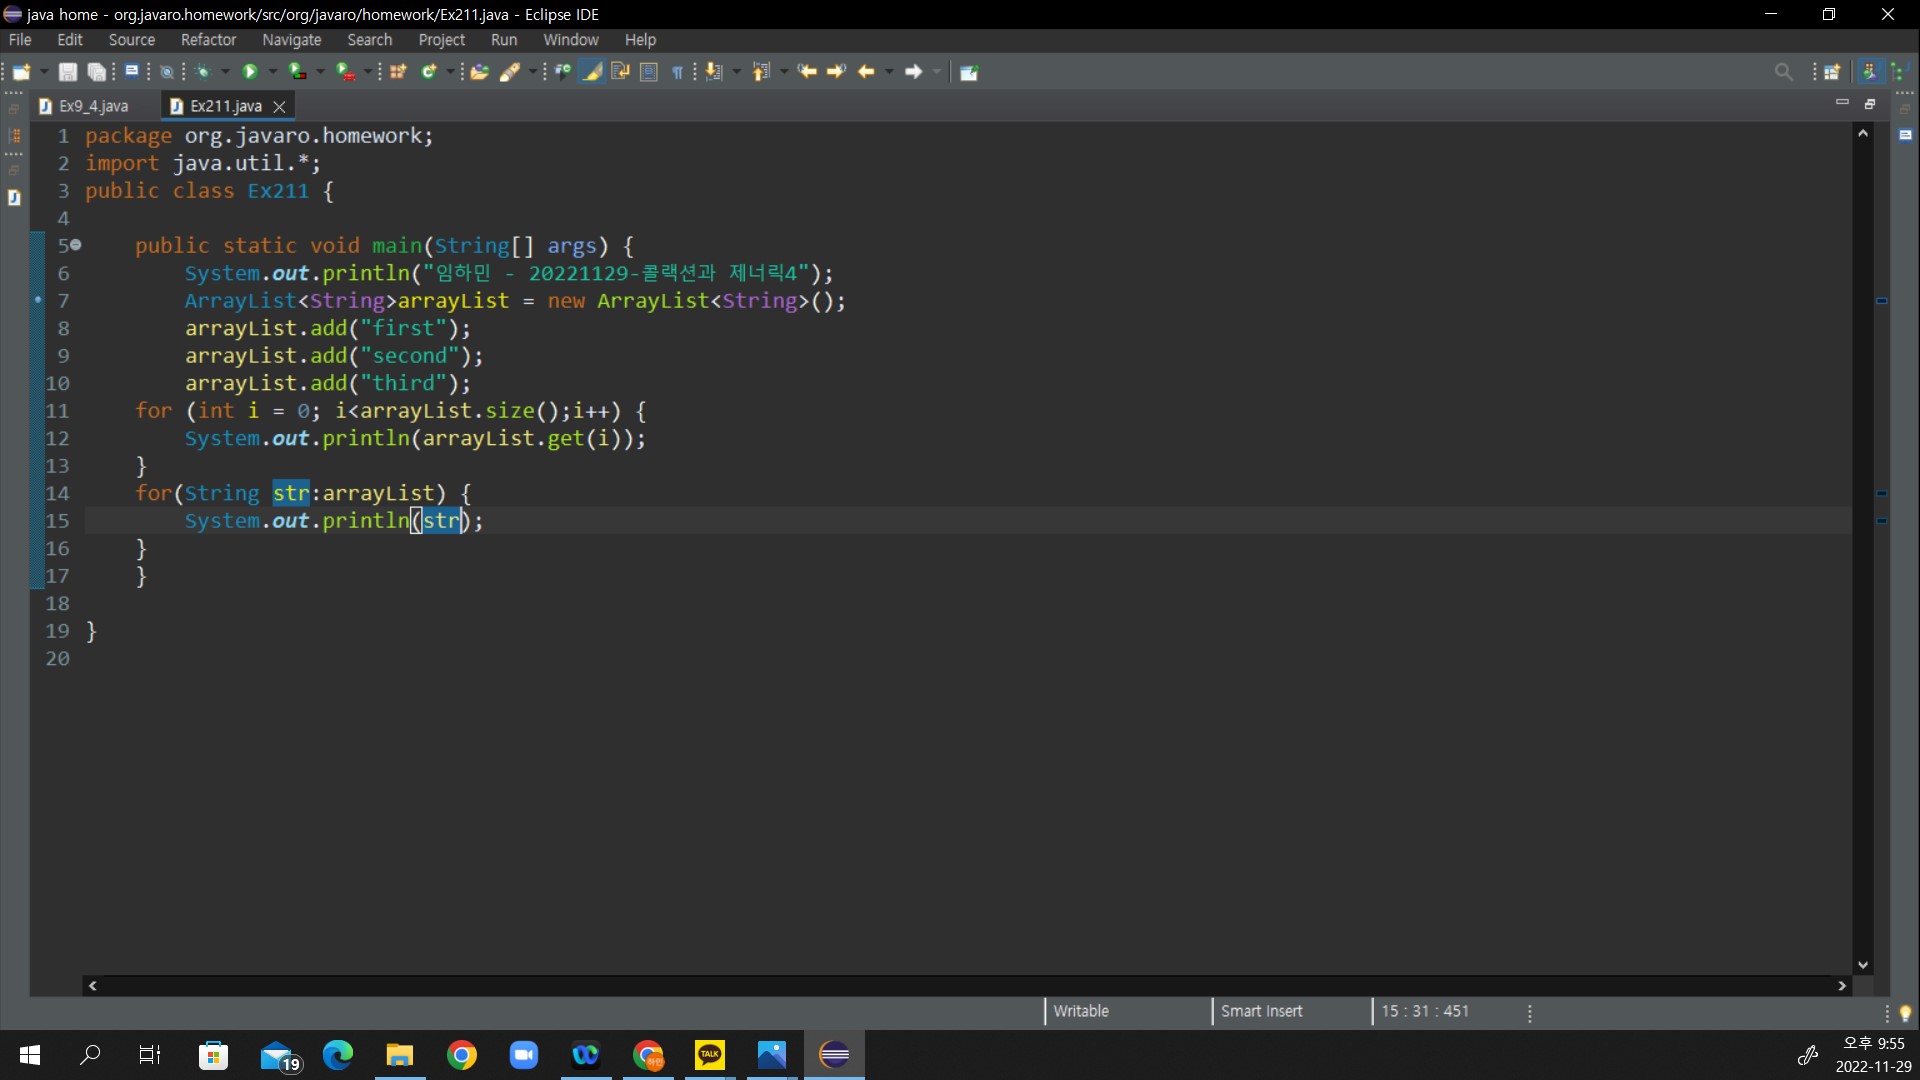 java home - org.javaro.homework/src/org/javaro/homework/Ex211.java - Eclipse IDE
File Edit Source Refactor Navigate Search Project Run Window Help
Ex9_4.java Ex211.java
1 package org.javaro.homework;
2 import java.util.*;
3 public class Ex211 {
4
5 public static void main(String[] args) {
6 System.out.println("임하민 - 20221129-콜랙션과 제너릭4");
7 ArrayList<String>arrayList = new ArrayList<String>();
8 arrayList.add("first");
9 arrayList.add("second");
10 arrayList.add("third");
11 for (int i = 0; i<arrayList.size();i++) {
12 System.out.println(arrayList.get(i));
13 }
14 for(String str:arrayList) {
15 System.out.println(str);
16 }
17 }
18
19 }
20
Writable Smart Insert 15 : 31 : 451
19
TALK
하민
오후 9:55
2022-11-29